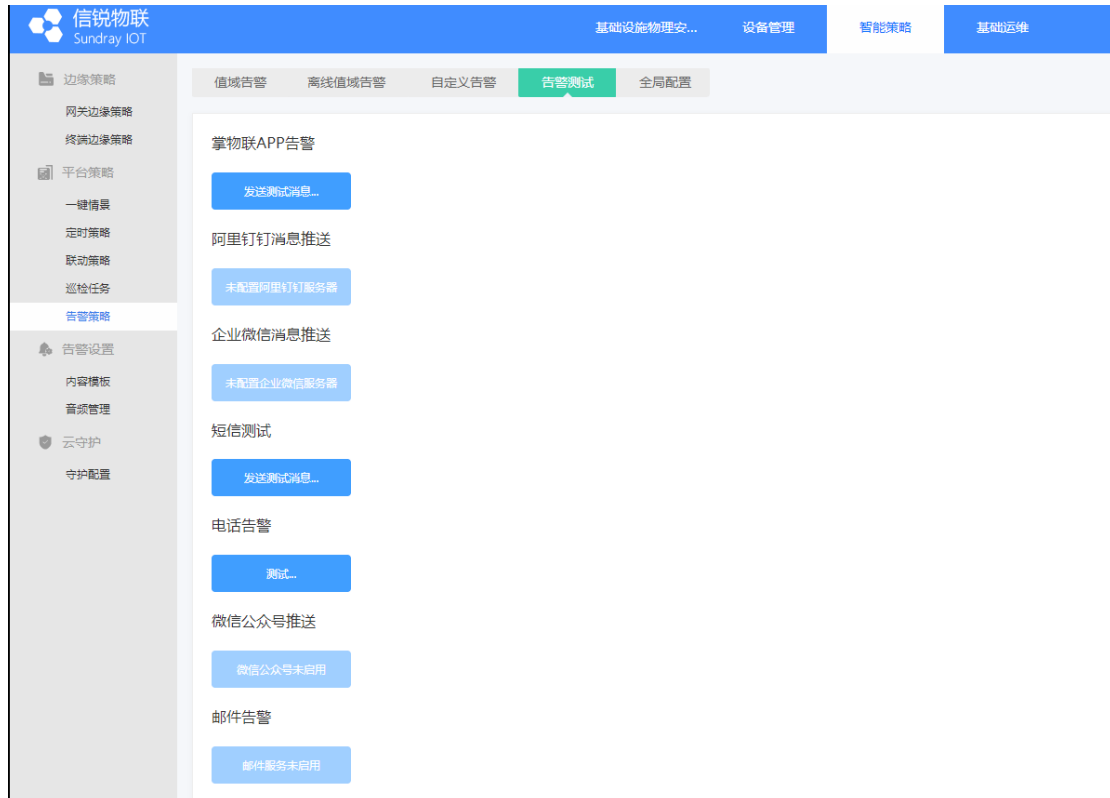 信锐物联
Sundray IOT
基础设施物理安...
设备管理
智能策略
基础运维
边缘策略
网关边缘策略
终端边缘策略
平台策略
一键情景
定时策略
联动策略
巡检任务
告警策略
告警设置
内容模板
音频管理
云守护
守护配置
值域告警
离线值域告警
自定义告警
告警测试
全局配置
掌物联APP告警
发送测试消息...
阿里钉钉消息推送
未配置阿里钉钉服务器
企业微信消息推送
未配置企业微信服务器
短信测试
发送测试消息...
电话告警
测试...
微信公众号推送
微信公众号未启用
邮件告警
邮件服务未启用